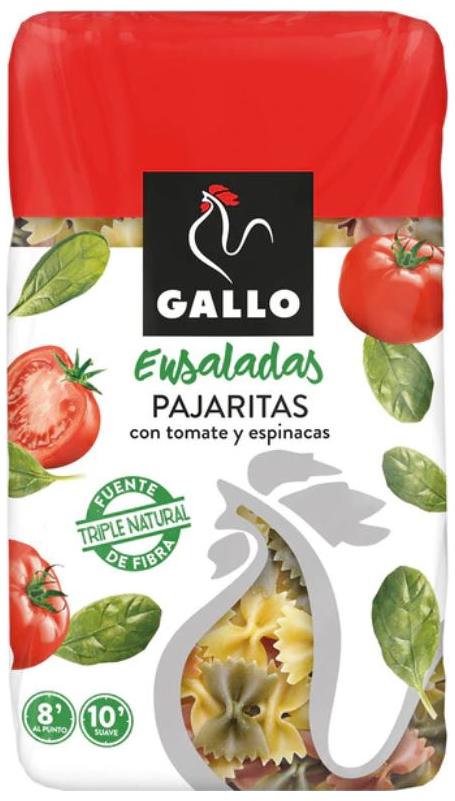 GALLO
Ensaladas
PAJARITAS
con tomate y espinacas
FUENTE
TRIPLE NATURAL
DE FIBRA
8'
AL PUNTO
10'
SUAVE